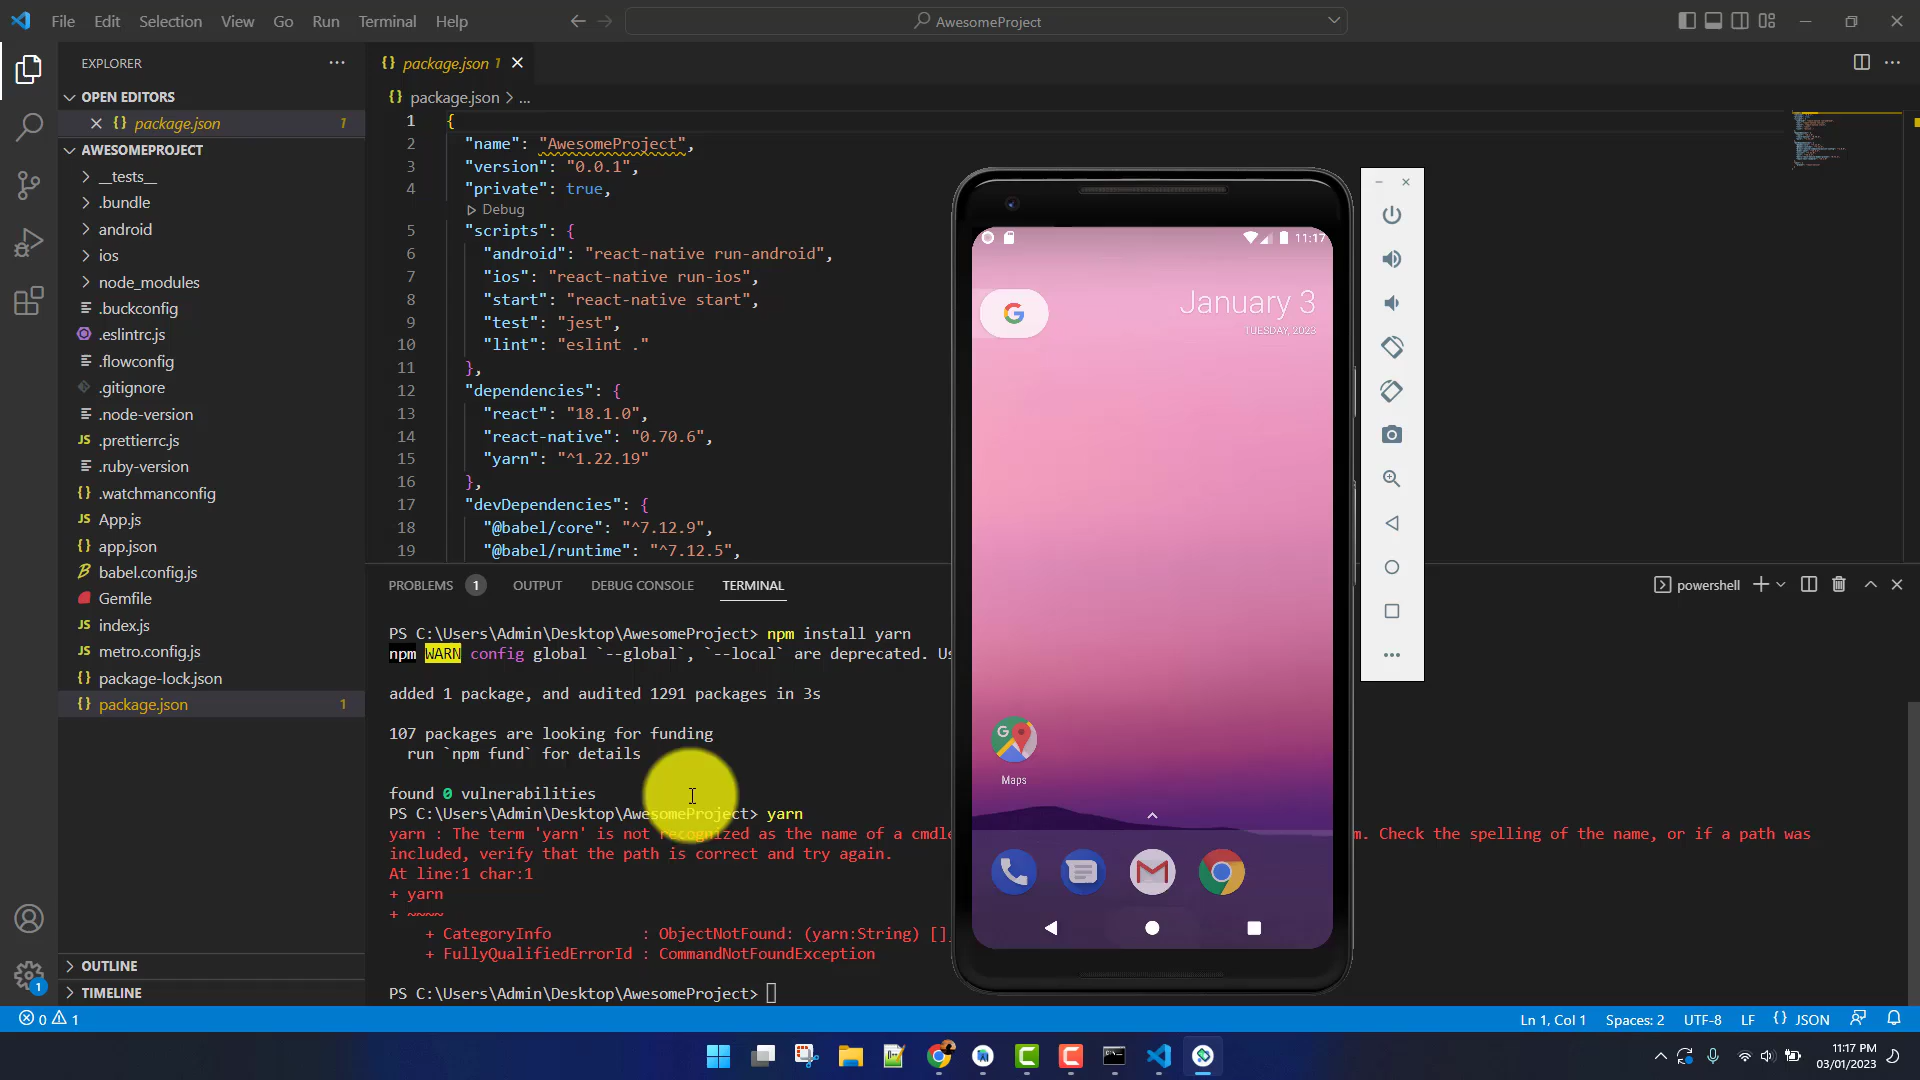 File Edit Selection View Go Run Terminal Help
AwesomeProject
EXPLORER
OPEN EDITORS
package.json 1
AWESOMEPROJECT
__tests__
.bundle
android
ios
node_modules
.buckconfig
.eslintrc.js
.flowconfig
.gitignore
.node-version
.prettierrc.js
.ruby-version
.watchmanconfig
App.js
app.json
babel.config.js
Gemfile
index.js
metro.config.js
package-lock.json
package.json 1
OUTLINE
TIMELINE
package.json 1
package.json > ...
1 {
2 "name": "AwesomeProject",
3 "version": "0.0.1",
4 "private": true,
Debug
5 "scripts": {
6 "android": "react-native run-android",
7 "ios": "react-native run-ios",
8 "start": "react-native start",
9 "test": "jest",
10 "lint": "eslint ."
11 },
12 "dependencies": {
13 "react": "18.1.0",
14 "react-native": "0.70.6",
15 "yarn": "^1.22.19"
16 },
17 "devDependencies": {
18 "@babel/core": "^7.12.9",
19 "@babel/runtime": "^7.12.5",
PROBLEMS 1 OUTPUT DEBUG CONSOLE TERMINAL
powershell
PS C:\Users\Admin\Desktop\AwesomeProject> npm install yarn
npm WARN config global `--global`, `--local` are deprecated. Us
added 1 package, and audited 1291 packages in 3s
107 packages are looking for funding
run `npm fund` for details
found 0 vulnerabilities
PS C:\Users\Admin\Desktop\AwesomeProject> yarn
yarn : The term 'yarn' is not recognized as the name of a cmdle m. Check the spelling of the name, or if a path was
included, verify that the path is correct and try again.
At line:1 char:1
+ yarn
+ ~~~~
+ CategoryInfo : ObjectNotFound: (yarn:String) [],
+ FullyQualifiedErrorId : CommandNotFoundException
PS C:\Users\Admin\Desktop\AwesomeProject>
11:17
January 3
TUESDAY, 2023
Maps
1
0 1
Ln 1, Col 1 Spaces: 2 UTF-8 LF {} JSON
11:17 PM
03/01/2023